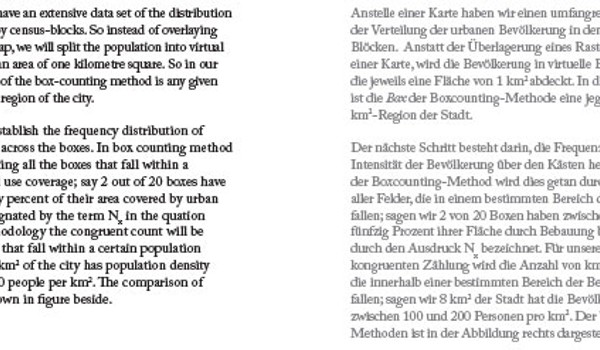 have an extensive data set of the distribution
by census-blocks. So instead of overlaying
we will split the population into virtual
an area of one kilometre square. So in our
of the box-counting method is any given
region of the city.
stablish the frequency distribution of
across the boxes. In box counting method
ing all the boxes that fall within a
use coverage; say 2 out of 20 boxes have
percent of their area covered by urban
gnated by the term Nₓ in the quation
hodology the congruent count will be
that fall within a certain population
km² of the city has population density
0 people per km². The comparison of
own in figure beside.
Anstelle einer Karte haben wir einen umfangre
der Verteilung der urbanen Bevölkerung in den
Blöcken. Anstatt der Überlagerung eines Rast
einer Karte, wird die Bevölkerung in virtuelle B
die jeweils eine Fläche von 1 km² abdeckt. In
ist die Box der Boxcounting-Methode eine jeg
km²-Region der Stadt.
Der nächste Schritt besteht darin, die Frequenz
Intensität der Bevölkerung über den Kästen he
der Boxcounting-Method wird dies getan durc
aller Felder, die in einem bestimmten Bereich d
fallen; sagen wir 2 von 20 Boxen haben zwische
fünfzig Prozent ihrer Fläche durch Bebauung b
durch den Ausdruck Nₓ bezeichnet. Für unsere
kongruenten Zählung wird die Anzahl von km
die innerhalb einer bestimmten Bereich der Be
fallen; sagen wir 8 km² der Stadt hat die Bevöl
zwischen 100 und 200 Personen pro km². Der
Methoden ist in der Abbildung rechts dargeste